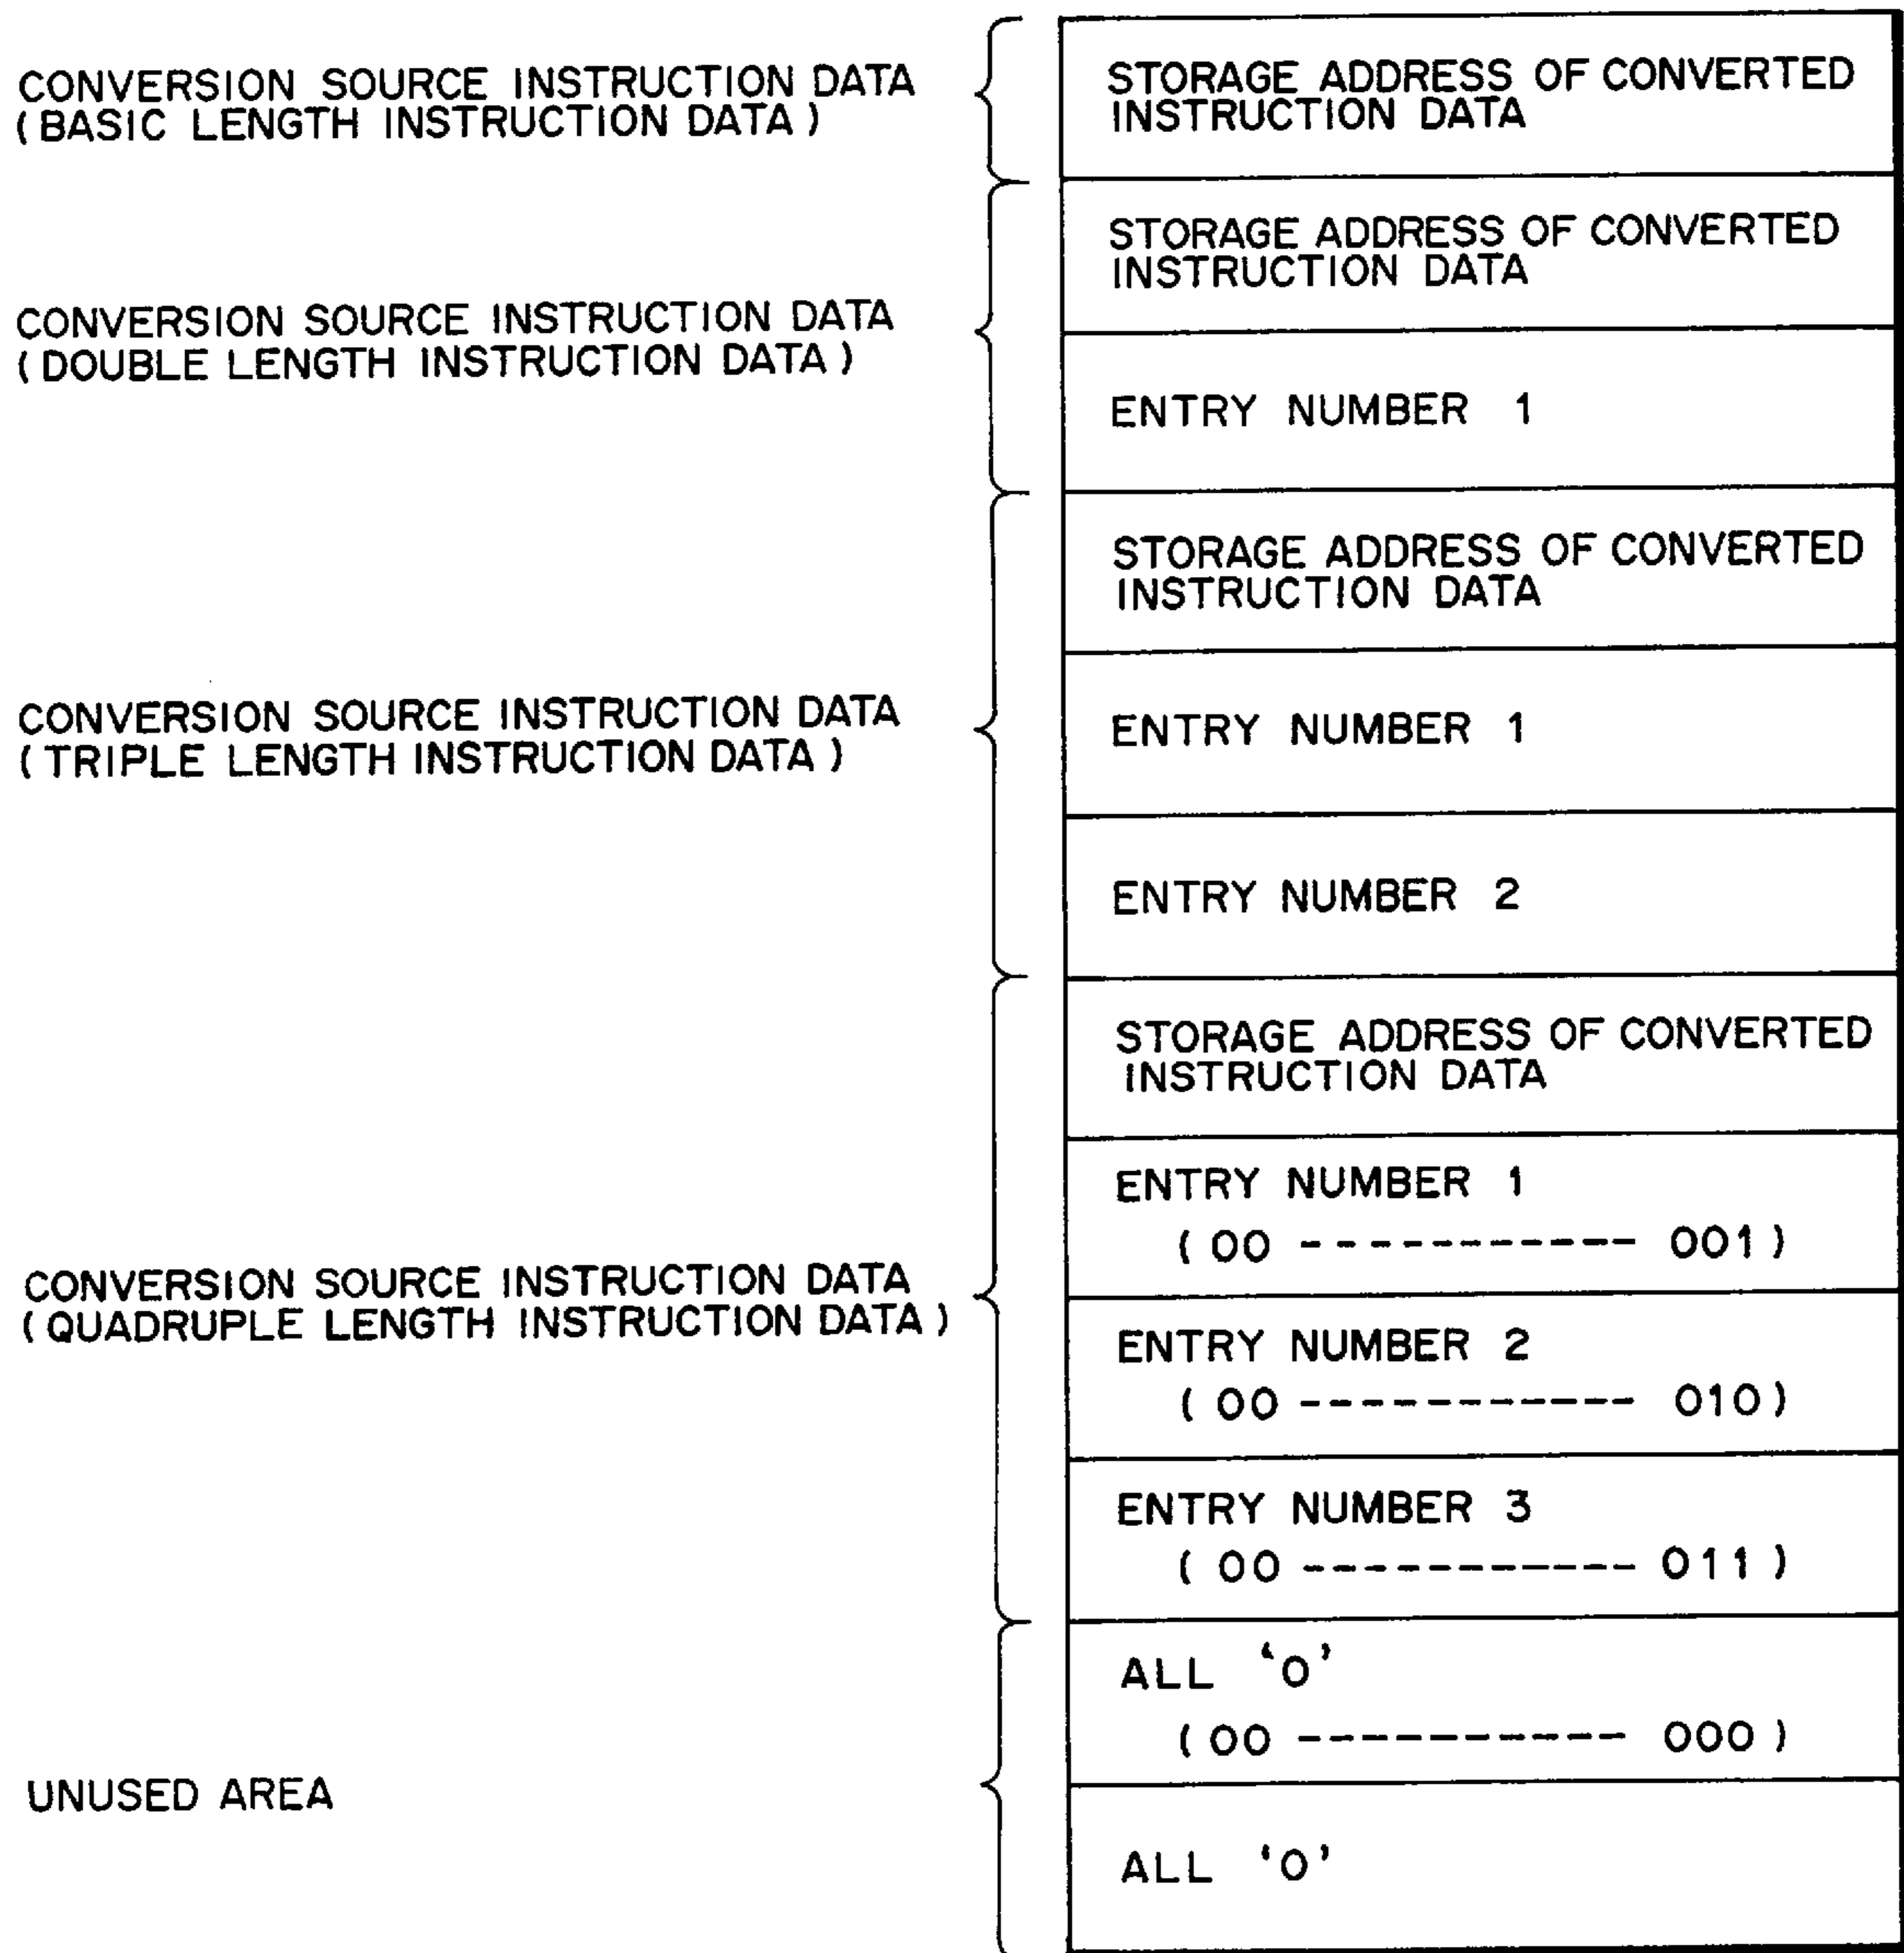 CONVERSION SOURCE INSTRUCTION DATA
(BASIC LENGTH INSTRUCTION DATA)
STORAGE ADDRESS OF CONVERTED
INSTRUCTION DATA
CONVERSION SOURCE INSTRUCTION DATA
(DOUBLE LENGTH INSTRUCTION DATA)
STORAGE ADDRESS OF CONVERTED
INSTRUCTION DATA
ENTRY NUMBER 1
CONVERSION SOURCE INSTRUCTION DATA
(TRIPLE LENGTH INSTRUCTION DATA)
STORAGE ADDRESS OF CONVERTED
INSTRUCTION DATA
ENTRY NUMBER 1
ENTRY NUMBER 2
CONVERSION SOURCE INSTRUCTION DATA
(QUADRUPLE LENGTH INSTRUCTION DATA)
STORAGE ADDRESS OF CONVERTED
INSTRUCTION DATA
ENTRY NUMBER 1
(00 ----------- 001)
ENTRY NUMBER 2
(00 ----------- 010)
ENTRY NUMBER 3
(00 ----------- 011)
UNUSED AREA
ALL '0'
(00 ----------- 000)
ALL '0'